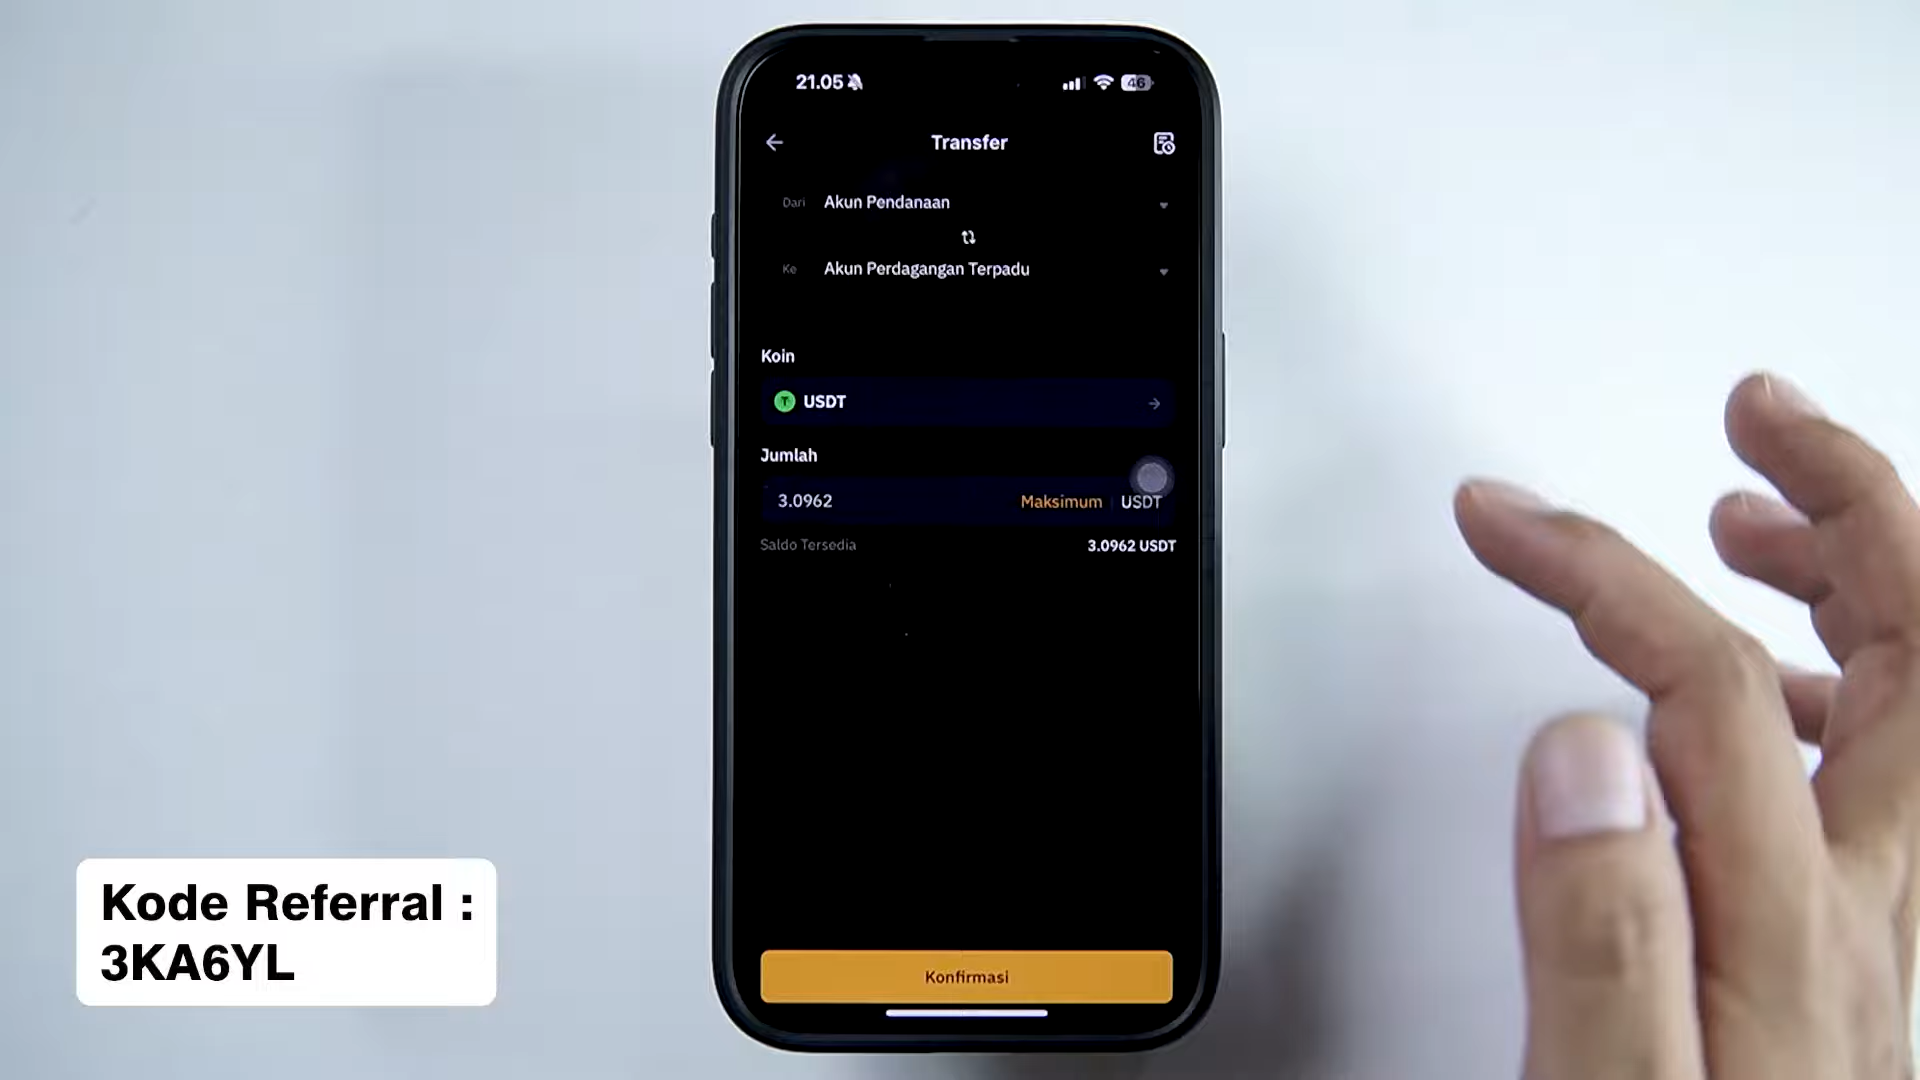 21.05
46
Transfer
Dari Akun Pendanaan
Ke Akun Perdagangan Terpadu
Koin
USDT
Jumlah
3.0962 Maksimum USDT
Saldo Tersedia 3.0962 USDT
Konfirmasi
Kode Referral :
3KA6YL